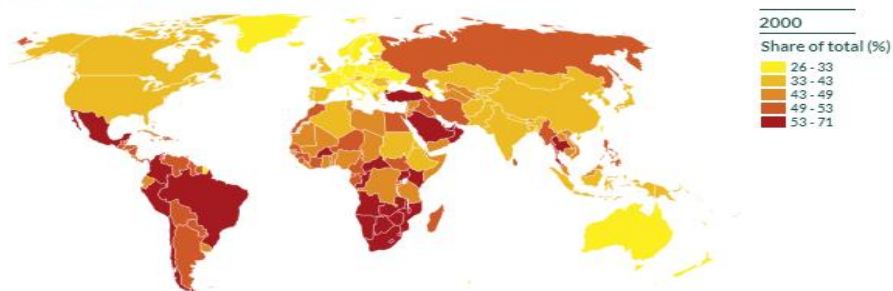 2000
Share of total (%)
26 - 33
33 - 43
43 - 49
49 - 53
53 - 71